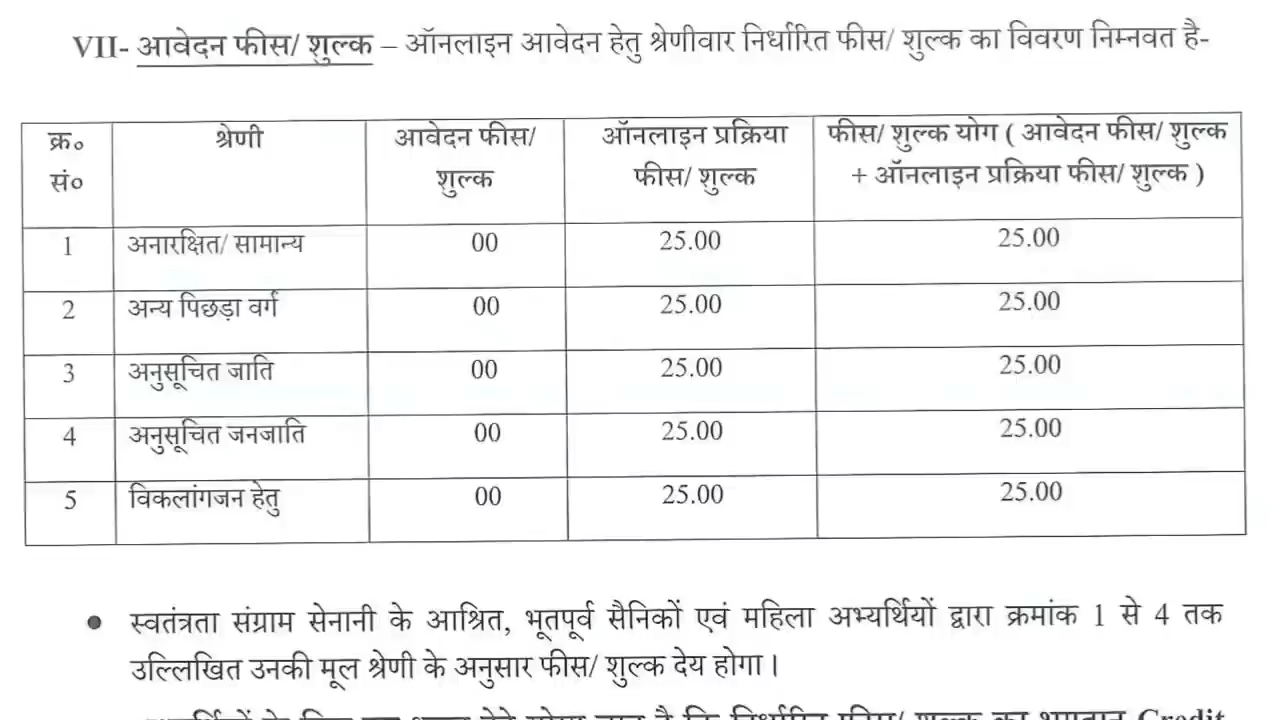 VII- आवेदन फीस/ शुल्क – ऑनलाइन आवेदन हेतु श्रेणीवार निर्धारित फीस/ शुल्क का विवरण निम्नवत है-
क्र० श्रेणी आवेदन फीस/ ऑनलाइन प्रक्रिया फीस/ शुल्क योग ( आवेदन फीस/ शुल्क
सं० शुल्क फीस/ शुल्क + ऑनलाइन प्रक्रिया फीस/ शुल्क )
1 अनारक्षित/ सामान्य 00 25.00 25.00
2 अन्य पिछड़ा वर्ग 00 25.00 25.00
3 अनुसूचित जाति 00 25.00 25.00
4 अनुसूचित जनजाति 00 25.00 25.00
5 विकलांगजन हेतु 00 25.00 25.00
• स्वतंत्रता संग्राम सेनानी के आश्रित, भूतपूर्व सैनिकों एवं महिला अभ्यर्थियों द्वारा क्रमांक 1 से 4 तक
उल्लिखित उनकी मूल श्रेणी के अनुसार फीस/ शुल्क देय होगा।
कि निर्धारित फीस/ शुल्क का भुगतान Credit